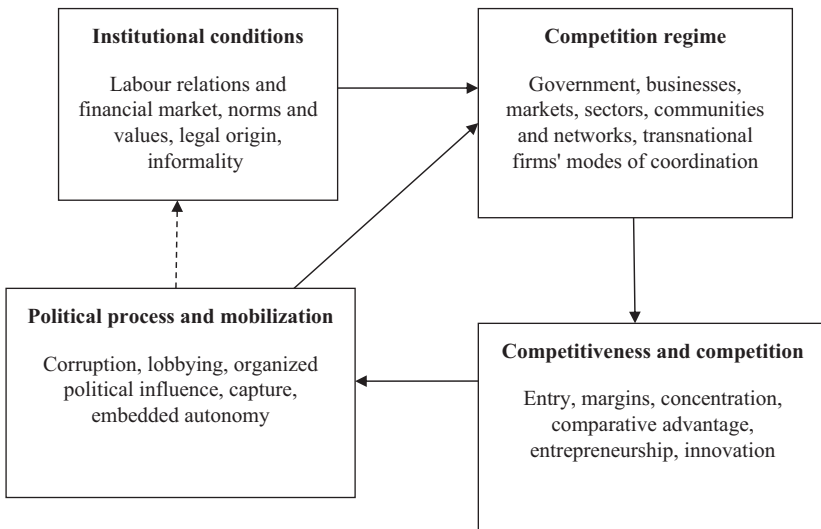 Institutional conditions
Labour relations and
financial market, norms and
values, legal origin,
informality
Competition regime
Government, businesses,
markets, sectors, communities
and networks, transnational
firms' modes of coordination
Political process and mobilization
Corruption, lobbying, organized
political influence, capture,
embedded autonomy
Competitiveness and competition
Entry, margins, concentration,
comparative advantage,
entrepreneurship, innovation